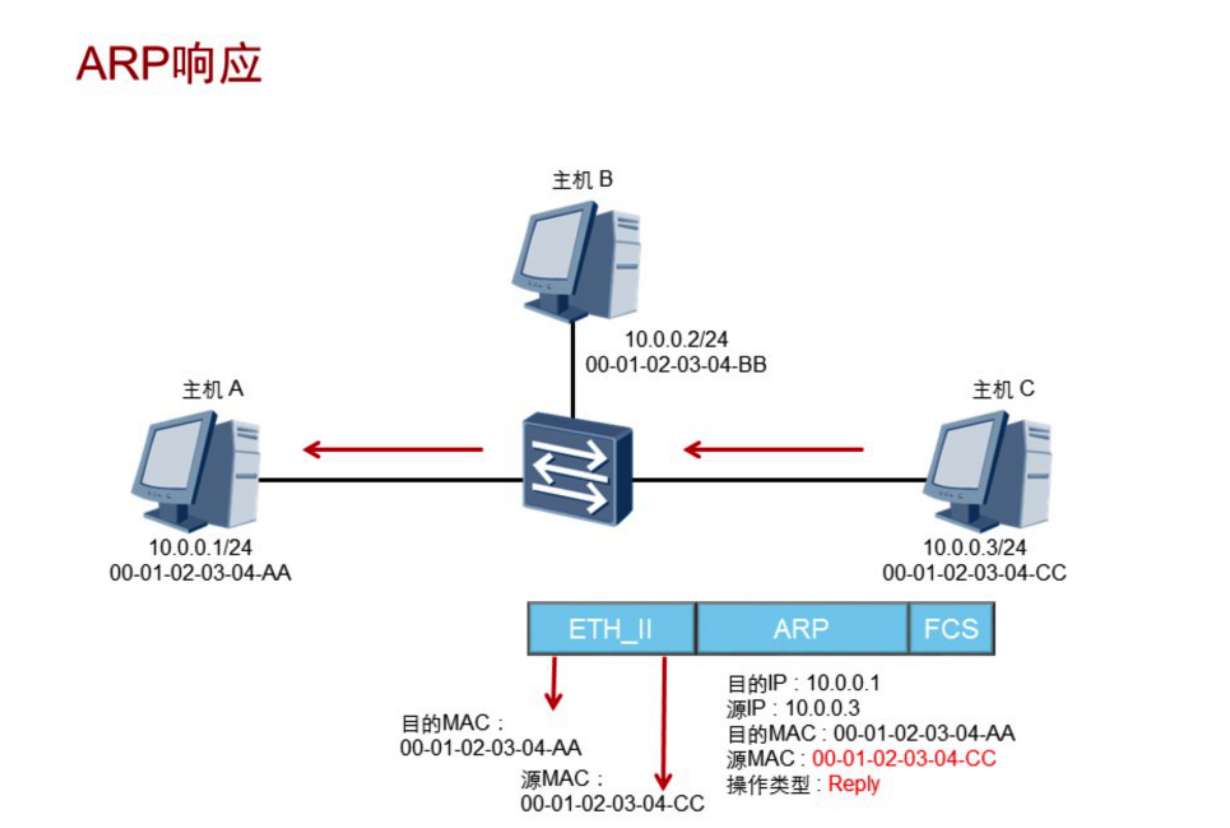 ARP响应
主机 B
10.0.0.2/24
00-01-02-03-04-BB
主机 A
主机 C
10.0.0.1/24
00-01-02-03-04-AA
10.0.0.3/24
00-01-02-03-04-CC
ETH_II
ARP
FCS
目的MAC :
00-01-02-03-04-AA
源MAC :
00-01-02-03-04-CC
目的IP : 10.0.0.1
源IP : 10.0.0.3
目的MAC : 00-01-02-03-04-AA
源MAC : 00-01-02-03-04-CC
操作类型 : Reply